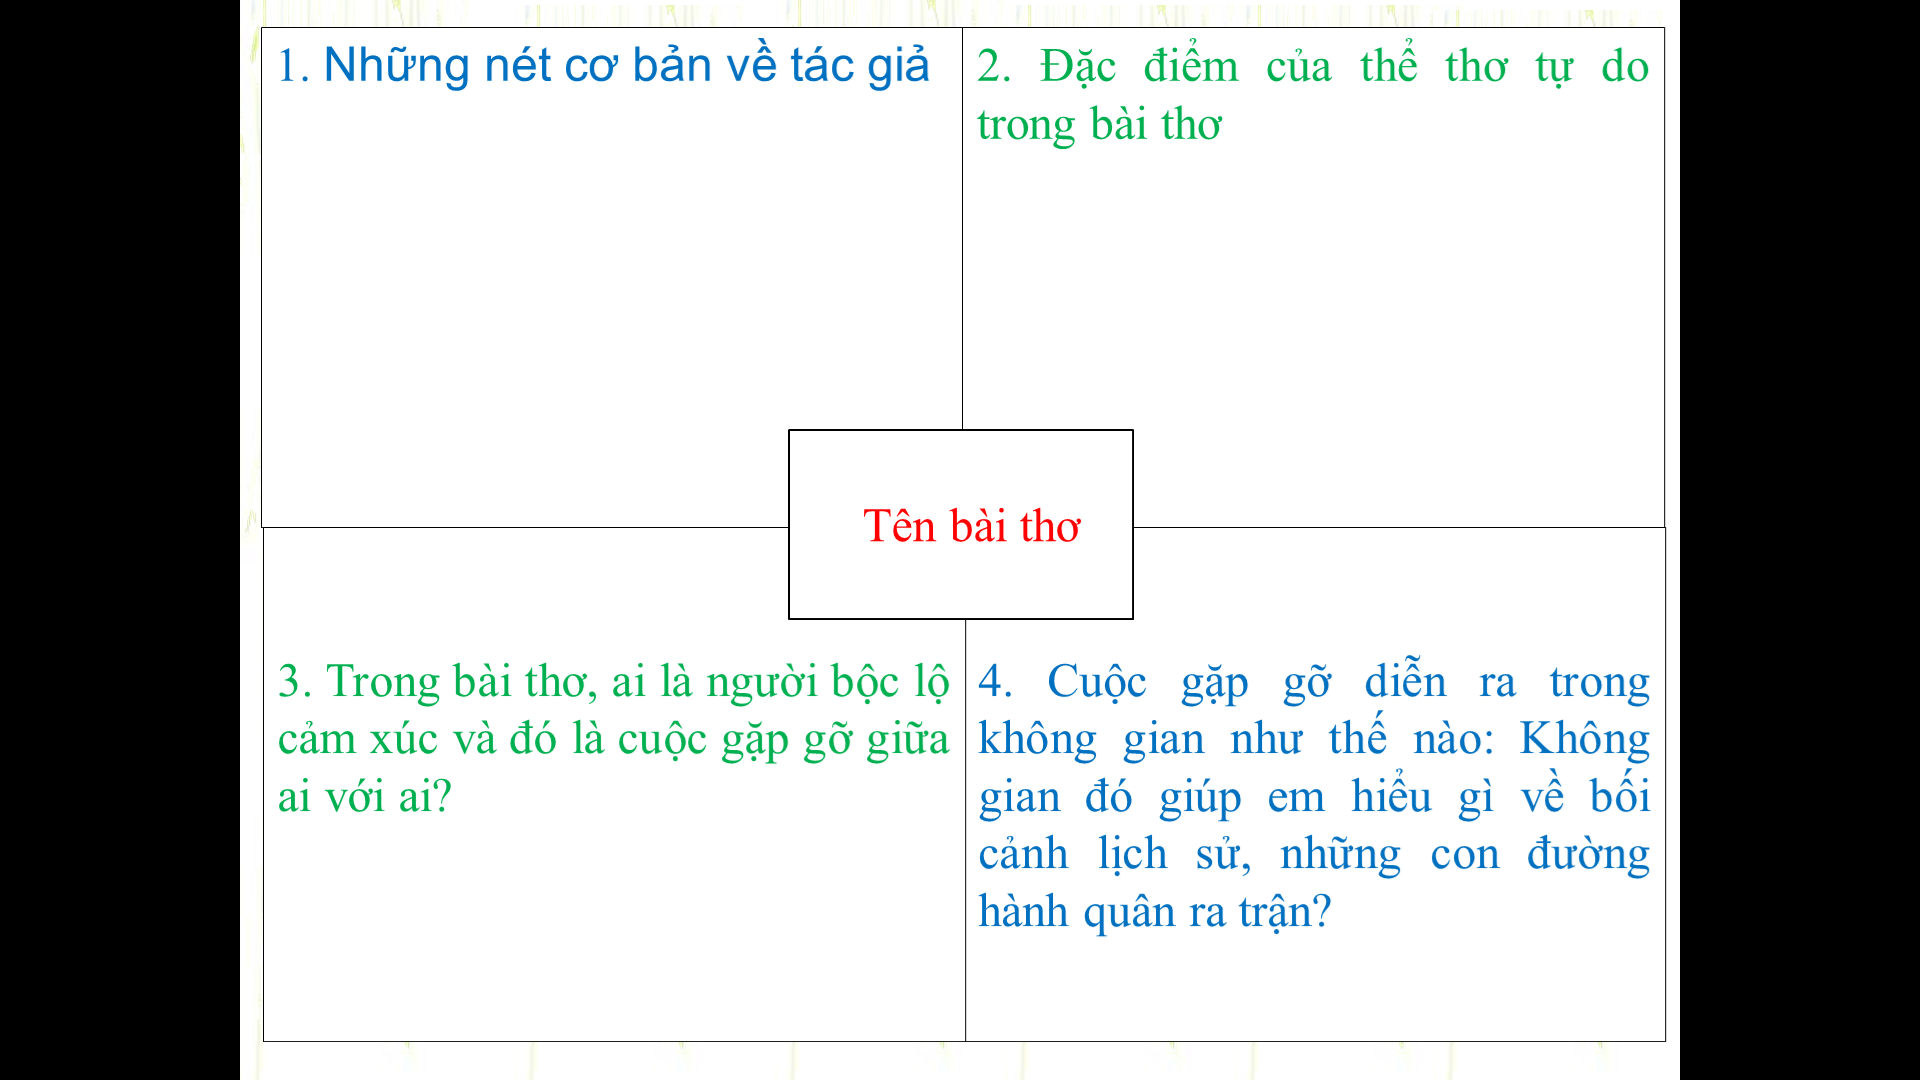 1. Những nét cơ bản về tác giả
2. Đặc điểm của thể thơ tự do
trong bài thơ
Tên bài thơ
3. Trong bài thơ, ai là người bộc lộ
cảm xúc và đó là cuộc gặp gỡ giữa
ai với ai?
4. Cuộc gặp gỡ diễn ra trong
không gian như thế nào: Không
gian đó giúp em hiểu gì về bối
cảnh lịch sử, những con đường
hành quân ra trận?